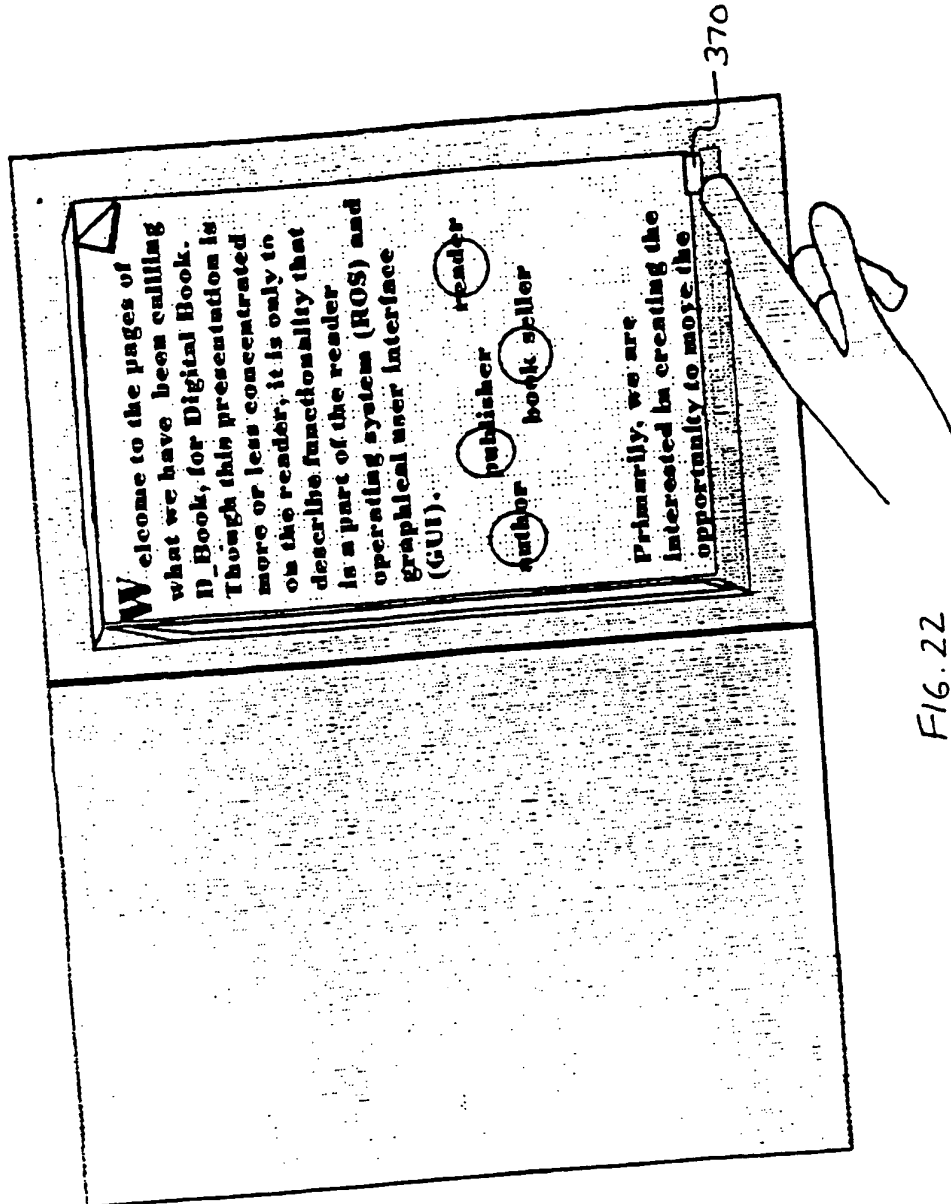 Welcome to the pages of
what we have been calling
D_Book, for Digital Book.
Though this presentation is
more or less concentrated
on the reader, it is only to
describe functionality that
is a part of the reader
operating system (ROS) and
graphical user interface
(GUI).
author publisher book seller reader
Primarily, we are
interested in creating the
opportunity to move the
370
FIG. 22